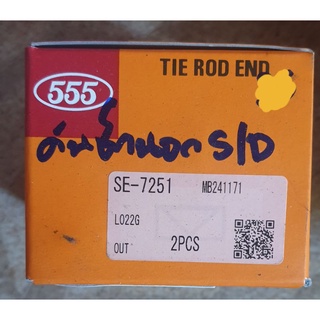 TIE ROD END
555
คันชักนอก S/D
SE-7251 MB241171
L022G
OUT 2PCS